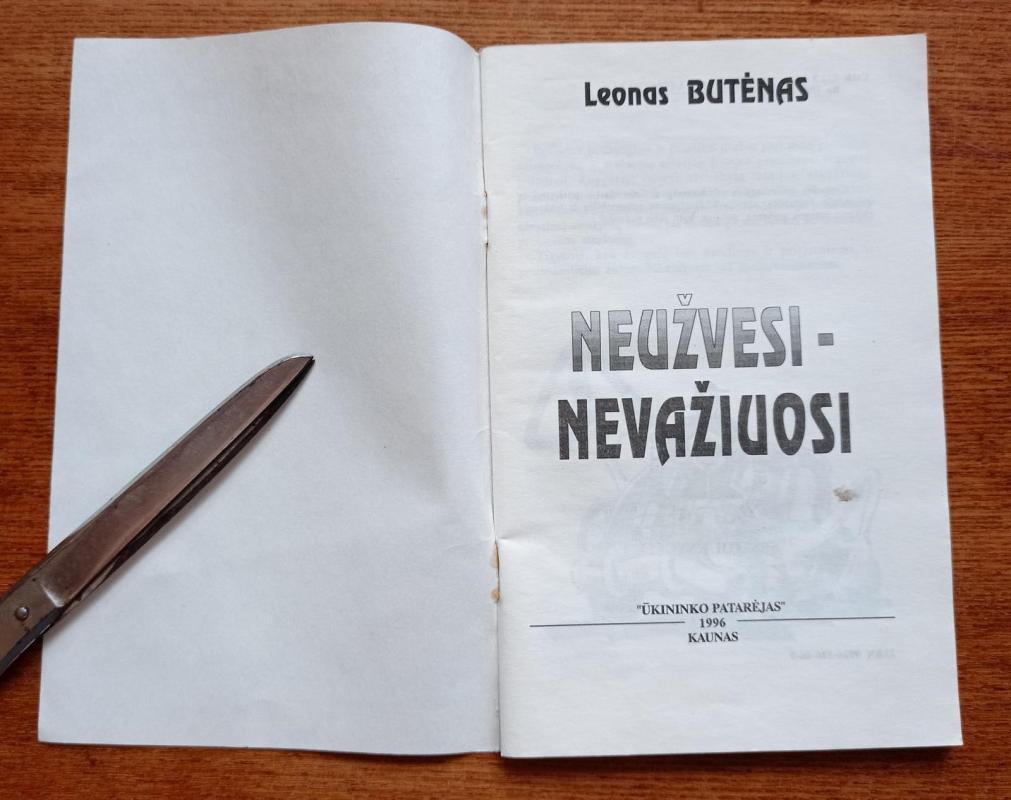 Leonas BUTĖNAS
NEUŽVESI -
NEVAŽIUOSI
"ŪKININKO PATARĖJAS"
1996
KAUNAS